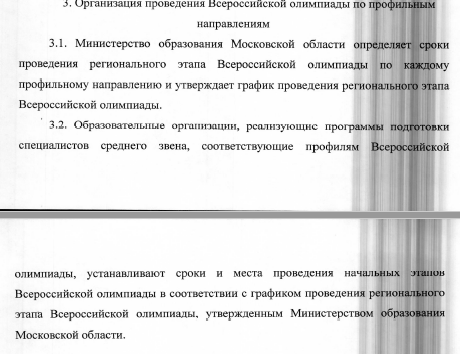 3. Организация проведения Всероссийской олимпиады по профильным
направлениям
3.1. Министерство образования Московской области определяет сроки
проведения регионального этапа Всероссийской олимпиады по каждому
профильному направлению и утверждает график проведения регионального этапа
Всероссийской олимпиады.
3.2. Образовательные организации, реализующие программы подготовки
специалистов среднего звена, соответствующие профилям Всероссийской
олимпиады, устанавливают сроки и места проведения начальных этапов
Всероссийской олимпиады в соответствии с графиком проведения регионального
этапа Всероссийской олимпиады, утвержденным Министерством образования
Московской области.